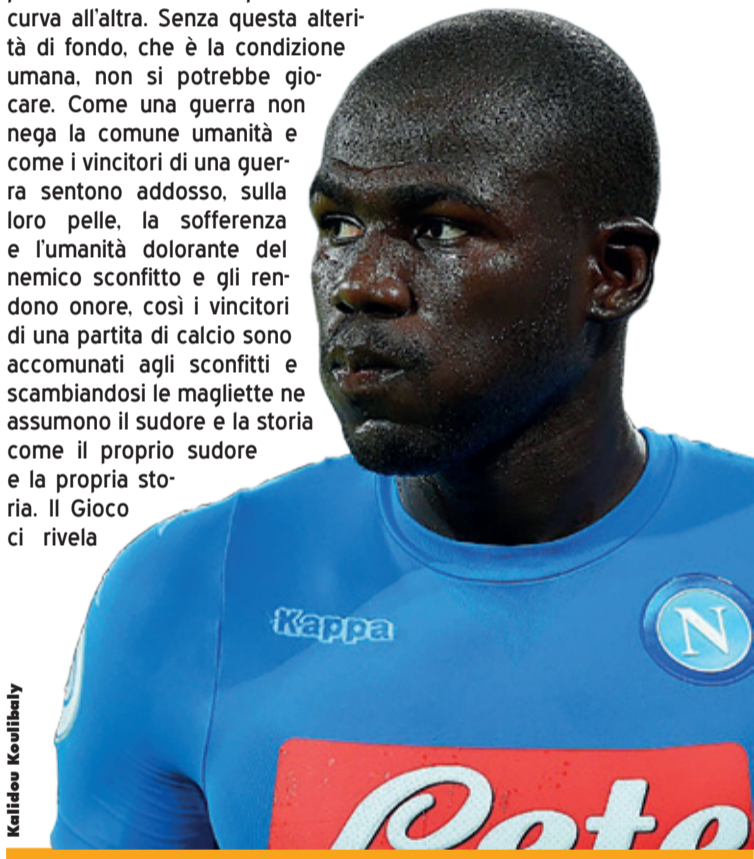 curva all'altra. Senza questa alteri-
tà di fondo, che è la condizione
umana, non si potrebbe gio-
care. Come una guerra non
nega la comune umanità e
come i vincitori di una guer-
ra sentono addosso, sulla
loro pelle, la sofferenza
e l'umanità dolorante del
nemico sconfitto e gli ren-
dono onore, così i vincitori
di una partita di calcio sono
accomunati agli sconfitti e
scambiandosi le magliette ne
assumono il sudore e la storia
come il proprio sudore
e la propria sto-
ria. Il Gioco
ci rivela
Kalidou Koulibaly
Kappa
N
Lete